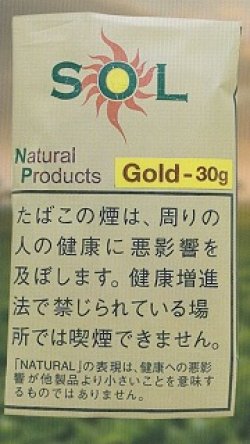 SOL
Natural
Products
Gold-30g
たばこの煙は、周りの
人の健康に悪影響を
及ぼします。健康増進
法で禁じられている場
所では喫煙できません。
「NATURAL」の表現は、健康への悪影
響が他製品より小さいことを意味す
るものではありません。